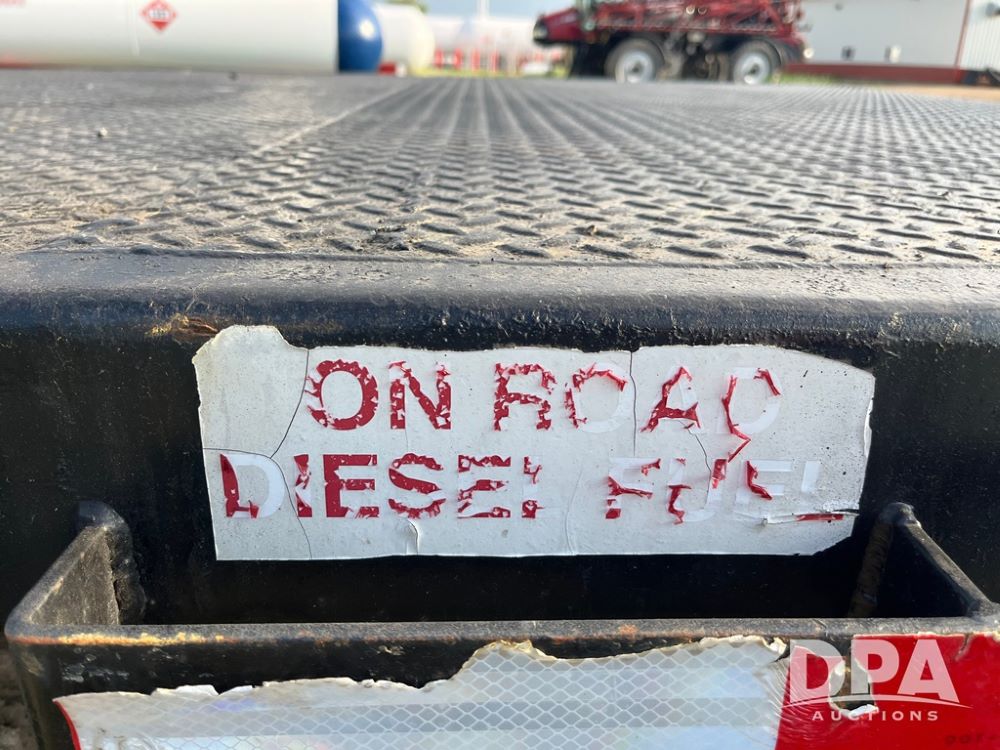 ON ROAD
DIESEL FUEL
DPA
AUCTIONS